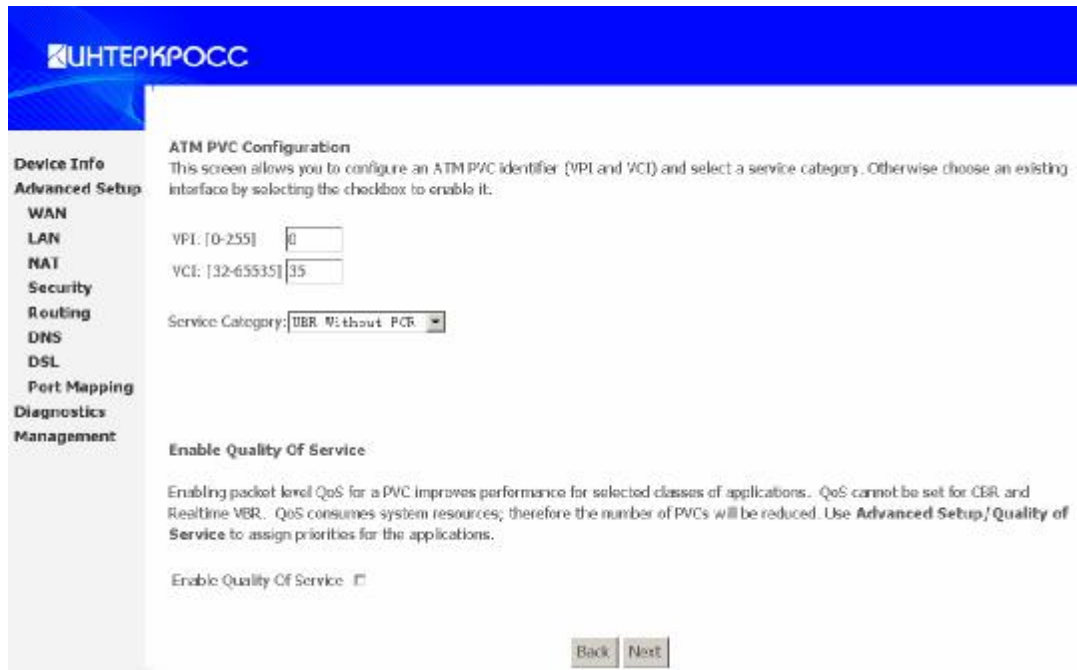 ИНТЕРКРОСС
Device Info
Advanced Setup
WAN
LAN
NAT
Security
Routing
DNS
DSL
Port Mapping
Diagnostics
Management
ATM PVC Configuration
This screen allows you to configure an ATM PVC identifier (VPI and VCI) and select a service category. Otherwise choose an existing
interface by selecting the checkbox to enable it.
VPI: [0-255] 0
VCI: [32-65535] 35
Service Category: UBR Without PCR
Enable Quality Of Service
Enabling packet level QoS for a PVC improves performance for selected classes of applications. QoS cannot be set for CBR and
Realtime VBR. QoS consumes system resources; therefore the number of PVCs will be reduced. Use Advanced Setup/Quality of
Service to assign priorities for the applications.
Enable Quality Of Service
Back Next